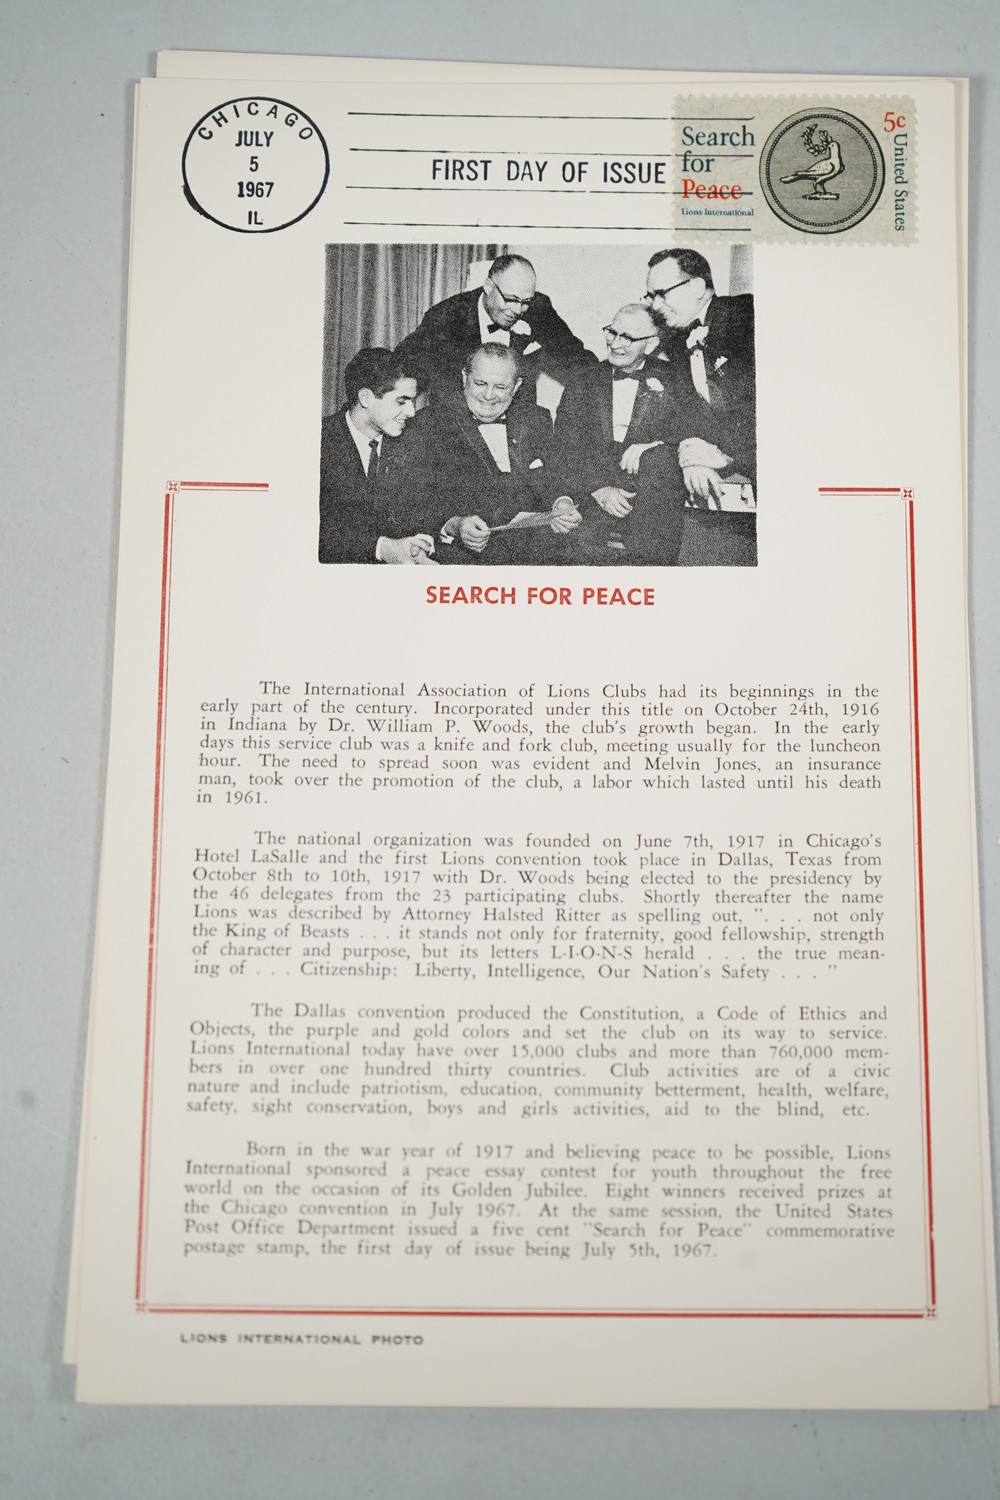 CHICAGO
JULY
5
1967
IL
FIRST DAY OF ISSUE
Search
for
Peace
Lions International
5c
United States
SEARCH FOR PEACE
The International Association of Lions Clubs had its beginnings in the
early part of the century. Incorporated under this title on October 24th, 1916
in Indiana by Dr. William P. Woods, the club's growth began. In the early
days this service club was a knife and fork club, meeting usually for the luncheon
hour. The need to spread soon was evident and Melvin Jones, an insurance
man, took over the promotion of the club, a labor which lasted until his death
in 1961.
The national organization was founded on June 7th, 1917 in Chicago's
Hotel LaSalle and the first Lions convention took place in Dallas, Texas from
October 8th to 10th, 1917 with Dr. Woods being elected to the presidency by
the 46 delegates from the 23 participating clubs. Shortly thereafter the name
Lions was described by Attorney Halsted Ritter as spelling out, ". . . not only
the King of Beasts . . . it stands not only for fraternity, good fellowship, strength
of character and purpose, but its letters L-I-O-N-S herald . . . the true mean-
ing of . . . Citizenship: Liberty, Intelligence, Our Nation's Safety . . . "
The Dallas convention produced the Constitution, a Code of Ethics and
Objects, the purple and gold colors and set the club on its way to service.
Lions International today have over 15,000 clubs and more than 760,000 mem-
bers in over one hundred thirty countries. Club activities are of a civic
nature and include patriotism, education, community betterment, health, welfare,
safety, sight conservation, boys and girls activities, aid to the blind, etc.
Born in the war year of 1917 and believing peace to be possible, Lions
International sponsored a peace essay contest for youth throughout the free
world on the occasion of its Golden Jubilee. Eight winners received prizes at
the Chicago convention in July 1967. At the same session, the United States
Post Office Department issued a five cent "Search for Peace" commemorative
postage stamp, the first day of issue being July 5th, 1967.
LIONS INTERNATIONAL PHOTO